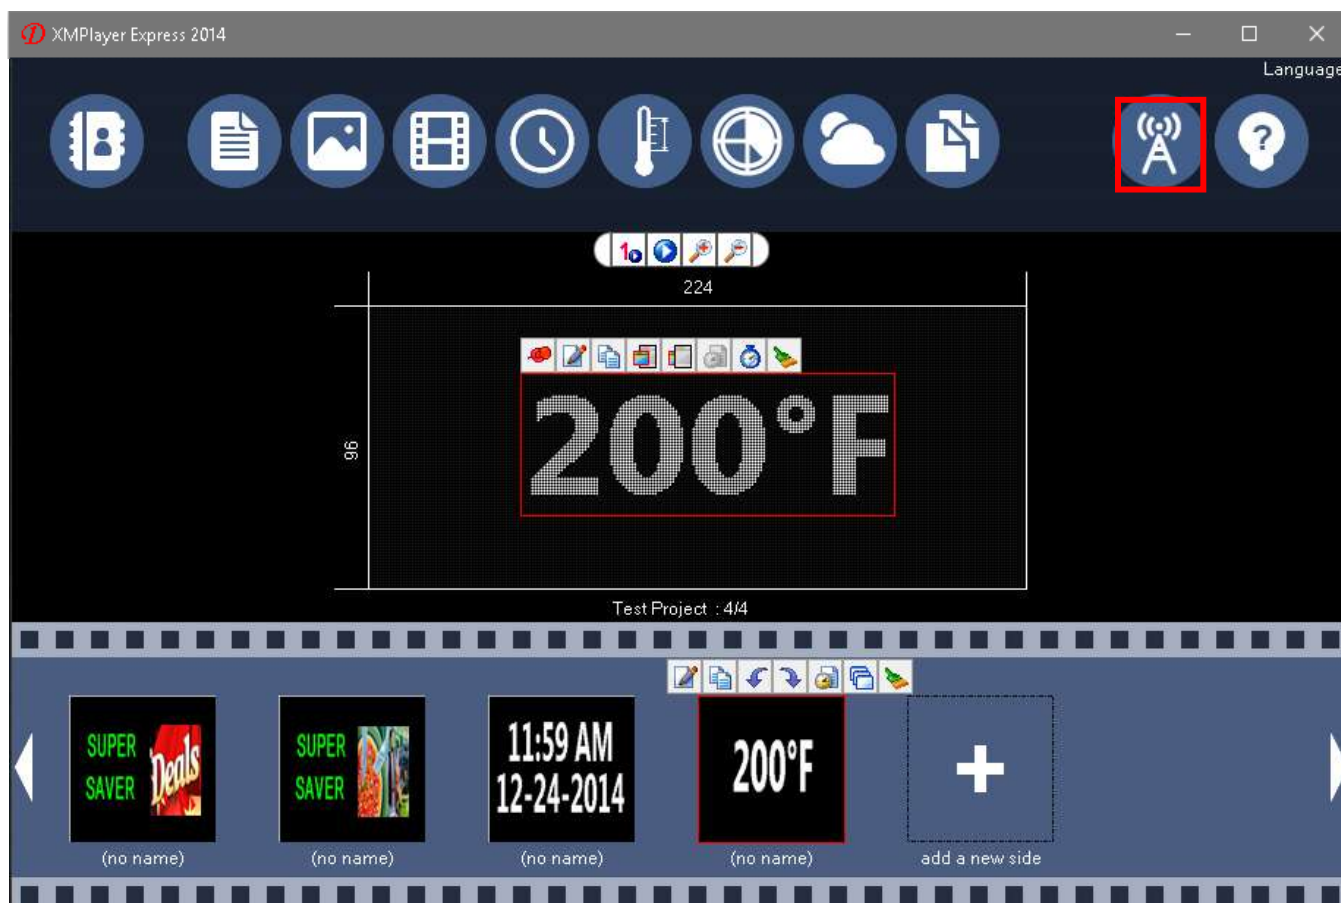 XMPlayer Express 2014
Language
?
1
224
96
200°F
Test Project : 4/4
SUPER
SAVER
Deals
SUPER
SAVER
11:59 AM
12-24-2014
200°F
(no name)
(no name)
(no name)
(no name)
add a new side